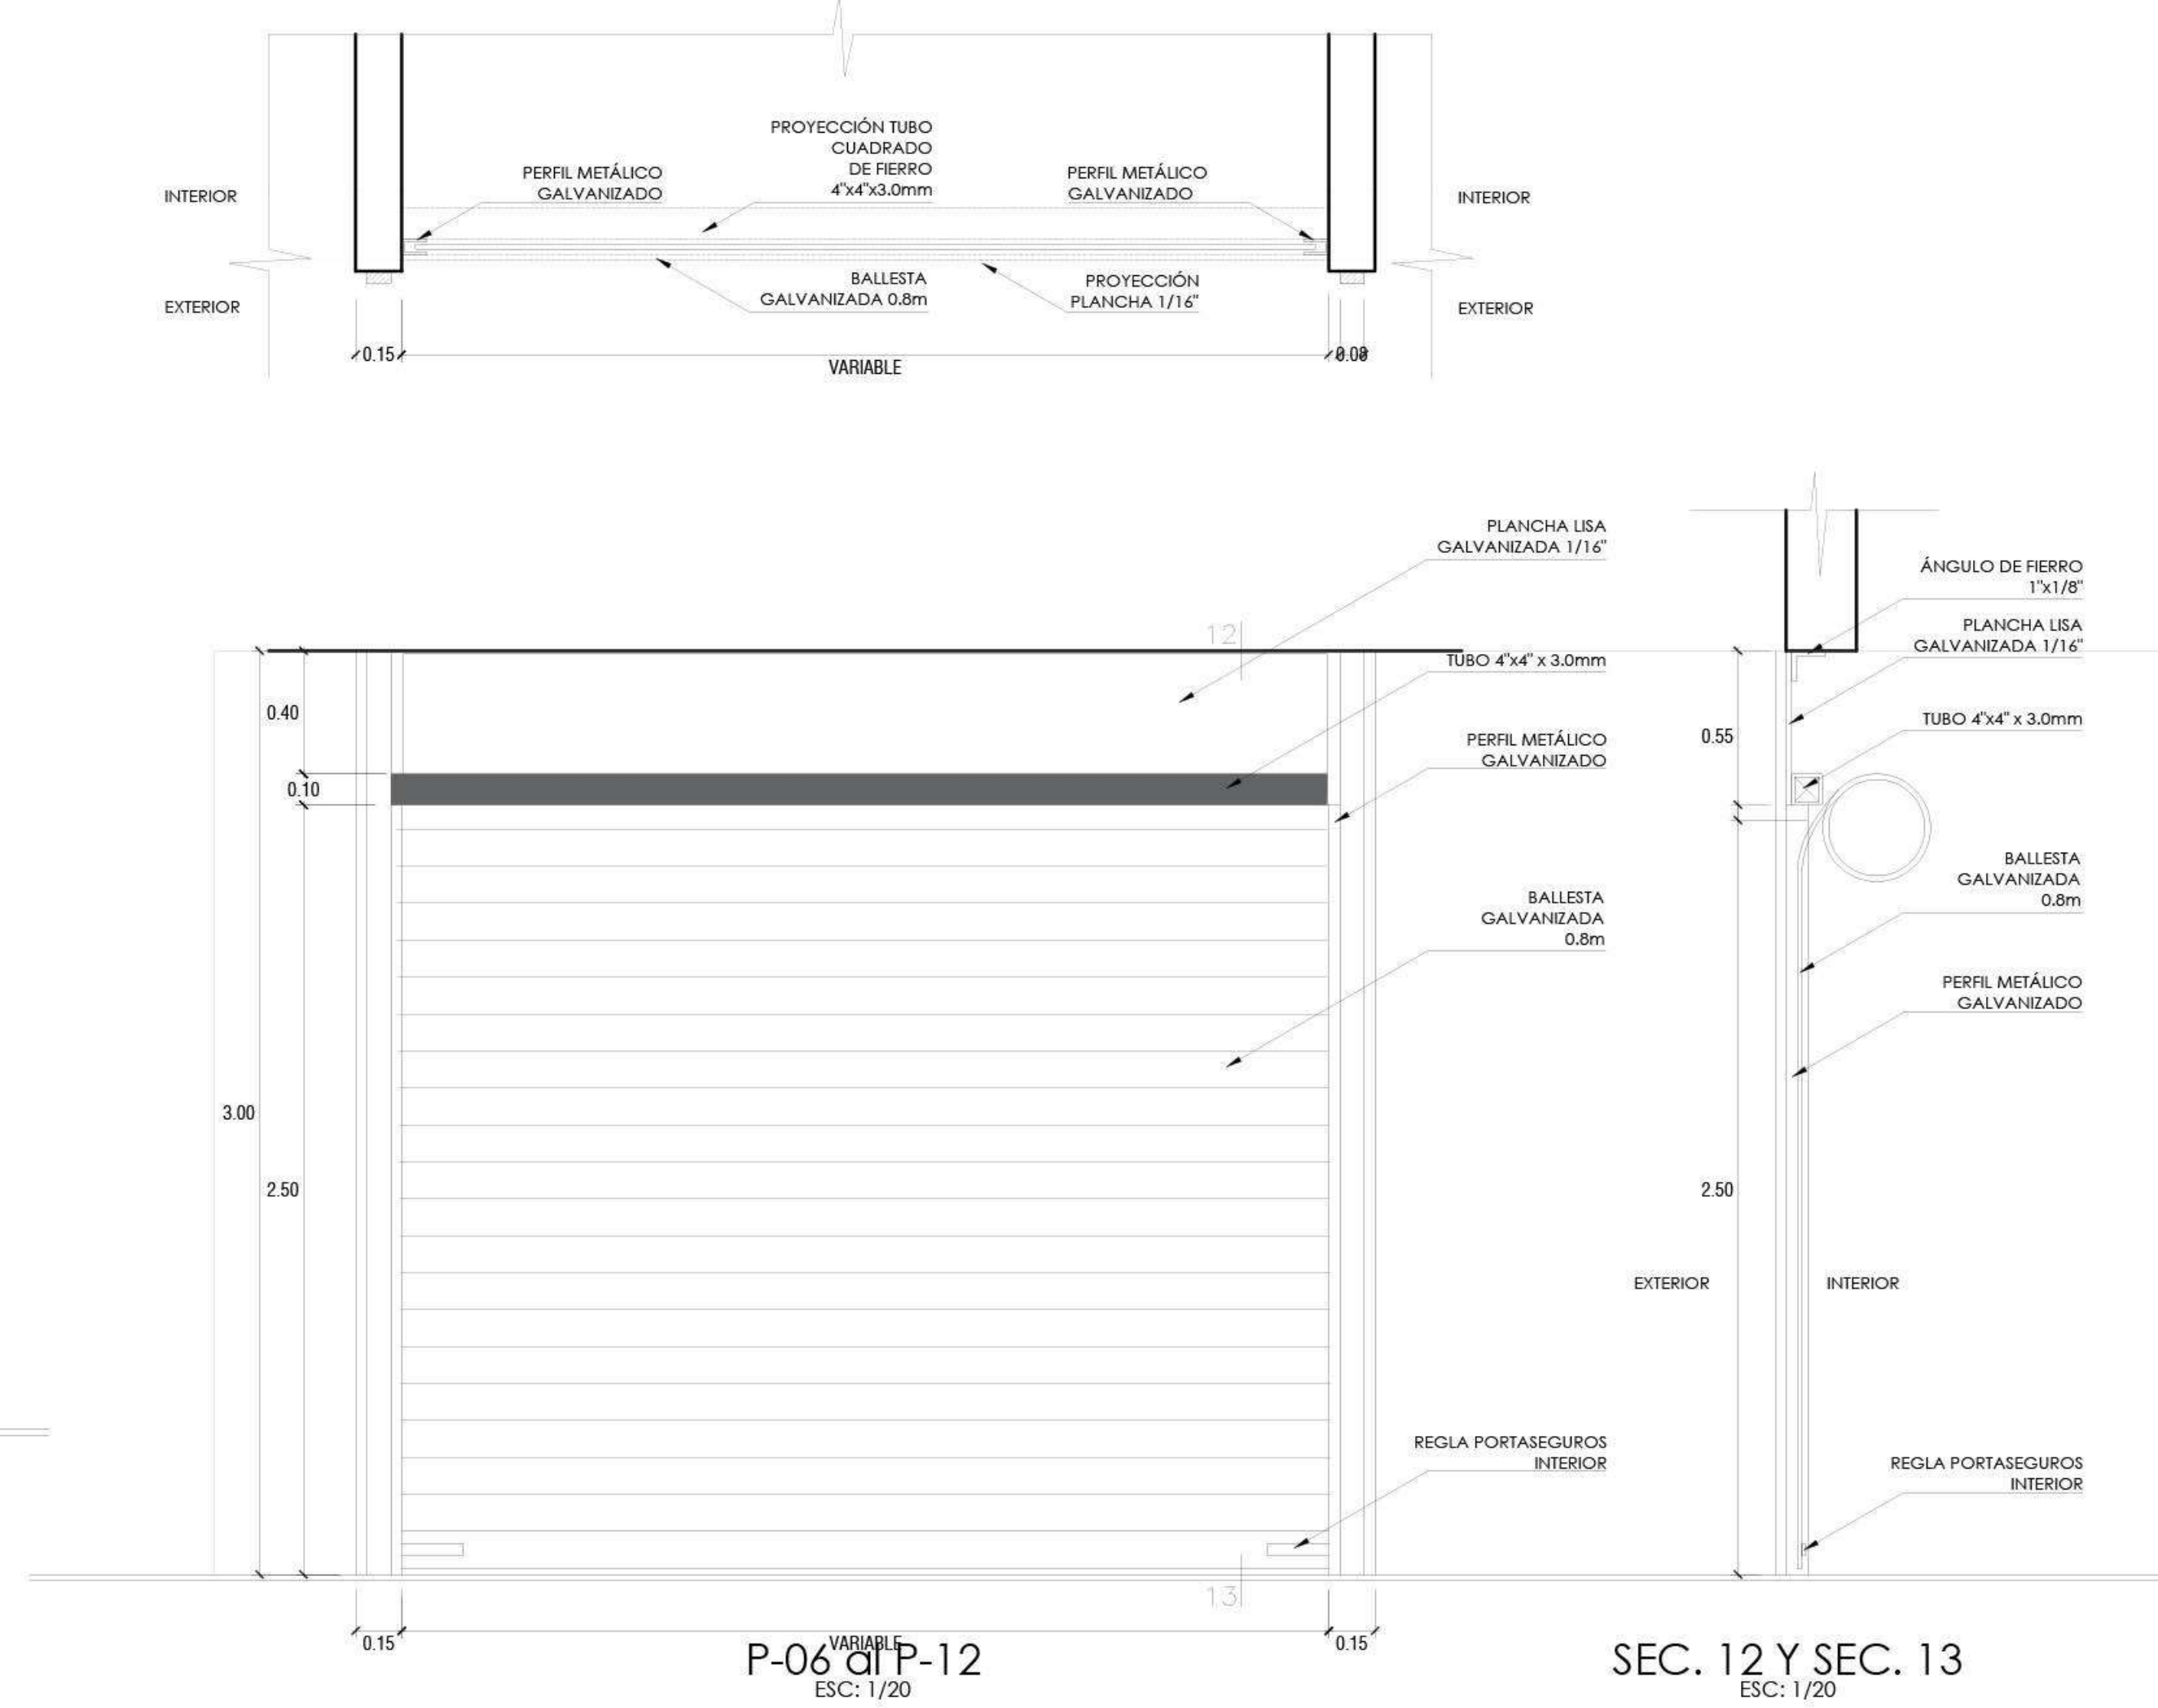 PROYECCIÓN TUBO
CUADRADO
DE FIERRO
4"x4"x3.0mm
PERFIL METÁLICO
GALVANIZADO
PERFIL METÁLICO
GALVANIZADO
INTERIOR
INTERIOR
BALLESTA
GALVANIZADA 0.8m
PROYECCIÓN
PLANCHA 1/16"
EXTERIOR
EXTERIOR
0.15
VARIABLE
0.08
PLANCHA LISA
GALVANIZADA 1/16"
12
TUBO 4"x4" x 3.0mm
PERFIL METÁLICO
GALVANIZADO
BALLESTA
GALVANIZADA
0.8m
0.40
0.10
3.00
2.50
REGLA PORTASEGUROS
INTERIOR
13
0.15
VARIABLE
0.15
P-06 al P-12
ESC: 1/20
ÁNGULO DE FIERRO
1"x1/8"
PLANCHA LISA
GALVANIZADA 1/16"
TUBO 4"x4" x 3.0mm
0.55
BALLESTA
GALVANIZADA
0.8m
PERFIL METÁLICO
GALVANIZADO
2.50
EXTERIOR
INTERIOR
REGLA PORTASEGUROS
INTERIOR
SEC. 12 Y SEC. 13
ESC: 1/20